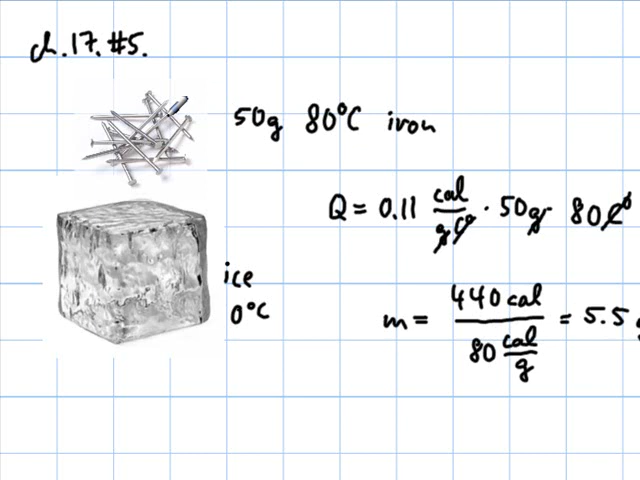 ch.17.#5.
50g 80°C iron
Q = 0.11 cal/g C° · 50g · 80 C°
ice
0°C
m = 440 cal / 80 cal/g = 5.5 g